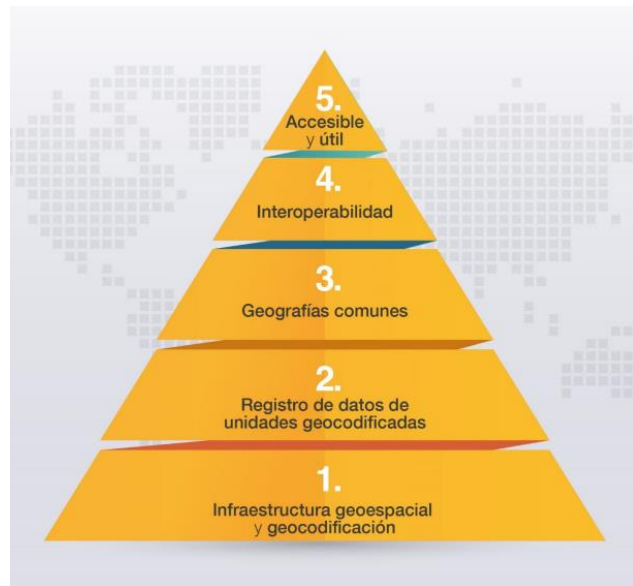 5.
Accesible
y útil
4.
Interoperabilidad
3.
Geografías comunes
2.
Registro de datos de
unidades geocodificadas
1.
Infraestructura geoespacial
y geocodificación